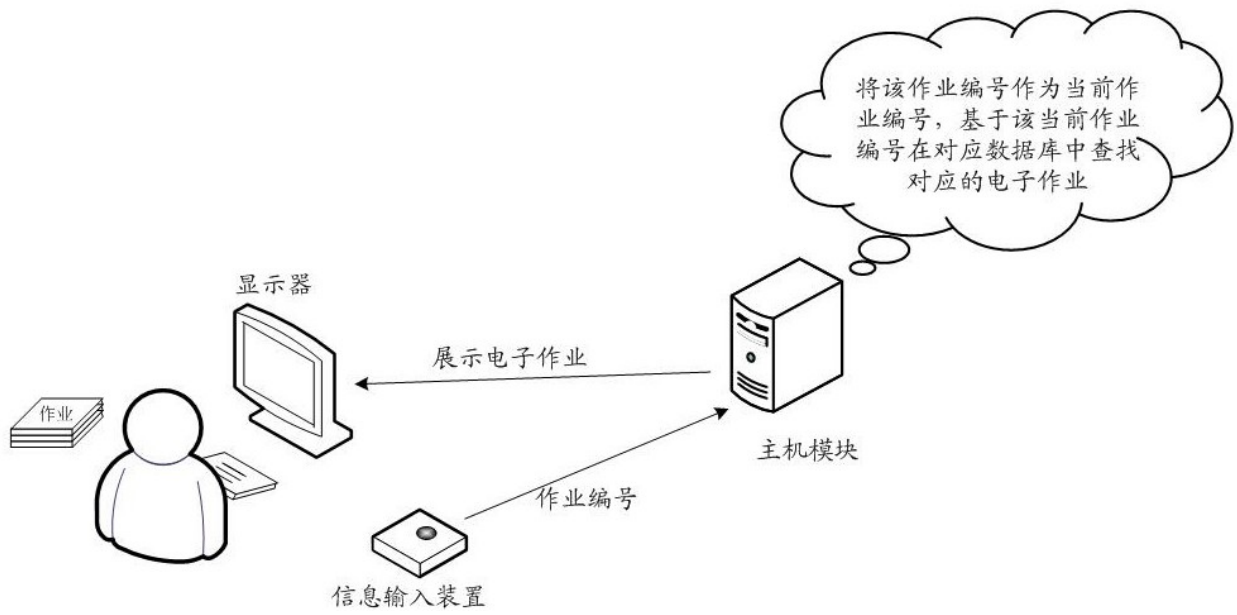 将该作业编号作为当前作
业编号，基于该当前作业
编号在对应数据库中查找
对应的电子作业
显示器
展示电子作业
作业
主机模块
作业编号
信息输入装置